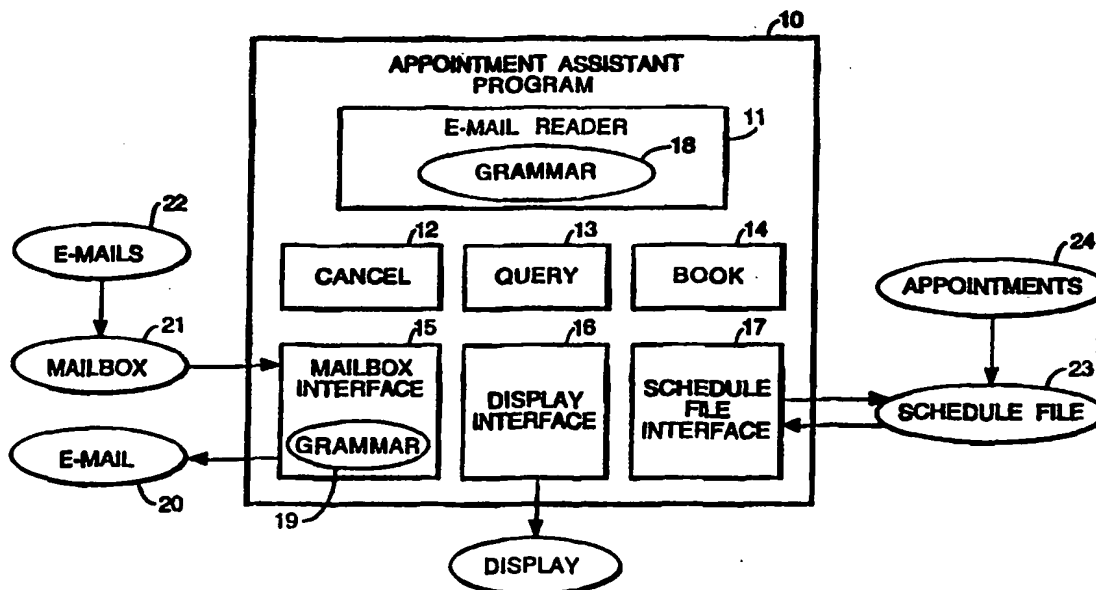 10
APPOINTMENT ASSISTANT
PROGRAM
E-MAIL READER
11
18
GRAMMAR
22
E-MAILS
12
CANCEL
13
QUERY
14
BOOK
24
APPOINTMENTS
21
MAILBOX
15
MAILBOX
INTERFACE
GRAMMAR
16
DISPLAY
INTERFACE
17
SCHEDULE
FILE
INTERFACE
23
SCHEDULE FILE
E-MAIL
20
19
DISPLAY